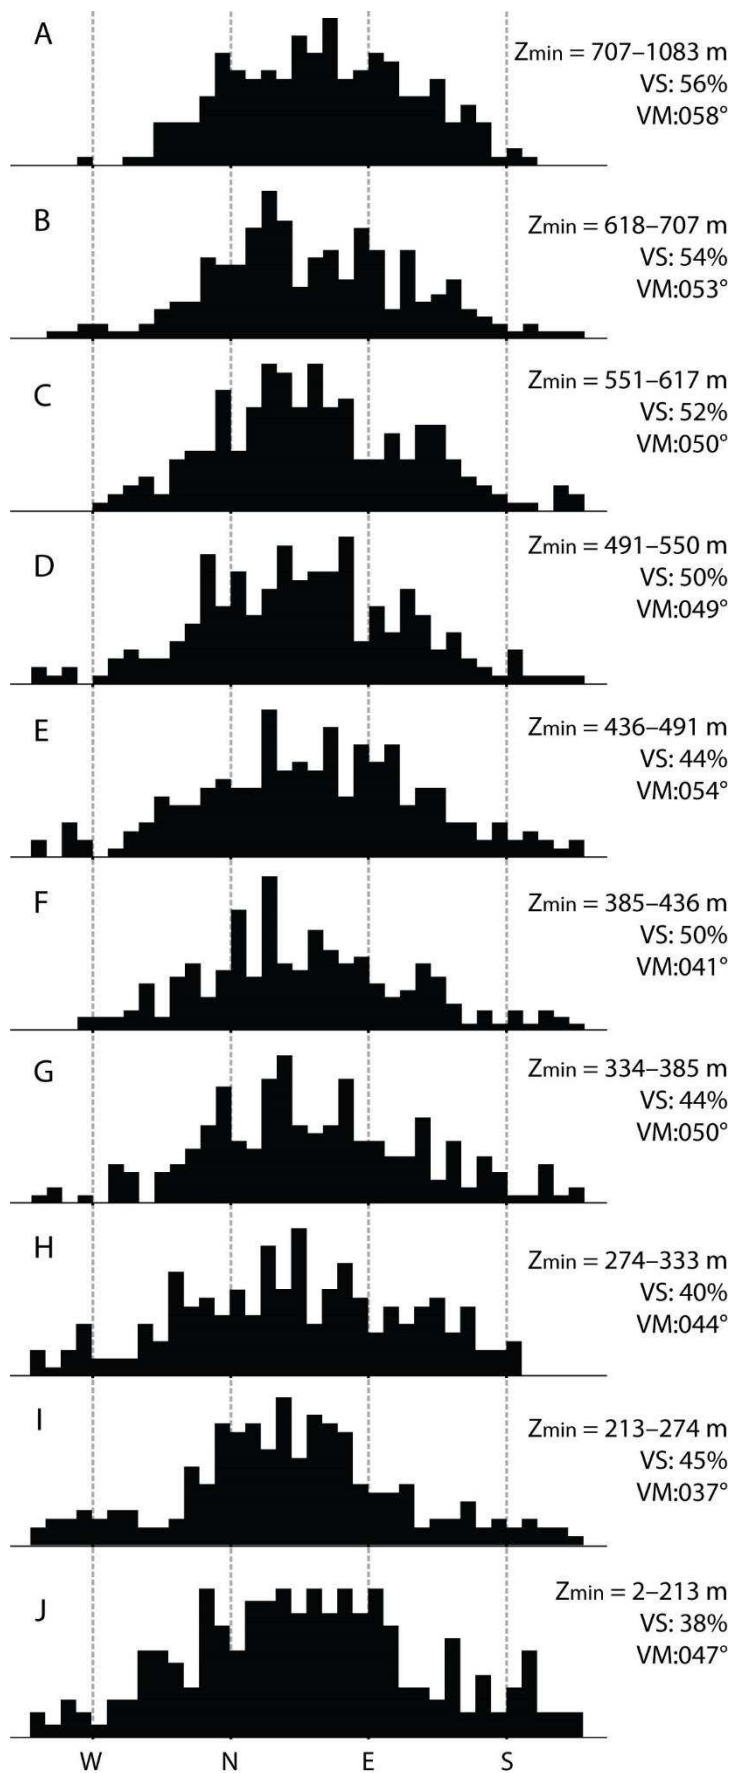 A
Zmin = 707–1083 m
VS: 56%
VM:058°
B
Zmin = 618–707 m
VS: 54%
VM:053°
C
Zmin = 551–617 m
VS: 52%
VM:050°
D
Zmin = 491–550 m
VS: 50%
VM:049°
E
Zmin = 436–491 m
VS: 44%
VM:054°
F
Zmin = 385–436 m
VS: 50%
VM:041°
G
Zmin = 334–385 m
VS: 44%
VM:050°
H
Zmin = 274–333 m
VS: 40%
VM:044°
I
Zmin = 213–274 m
VS: 45%
VM:037°
J
Zmin = 2–213 m
VS: 38%
VM:047°
W N E S